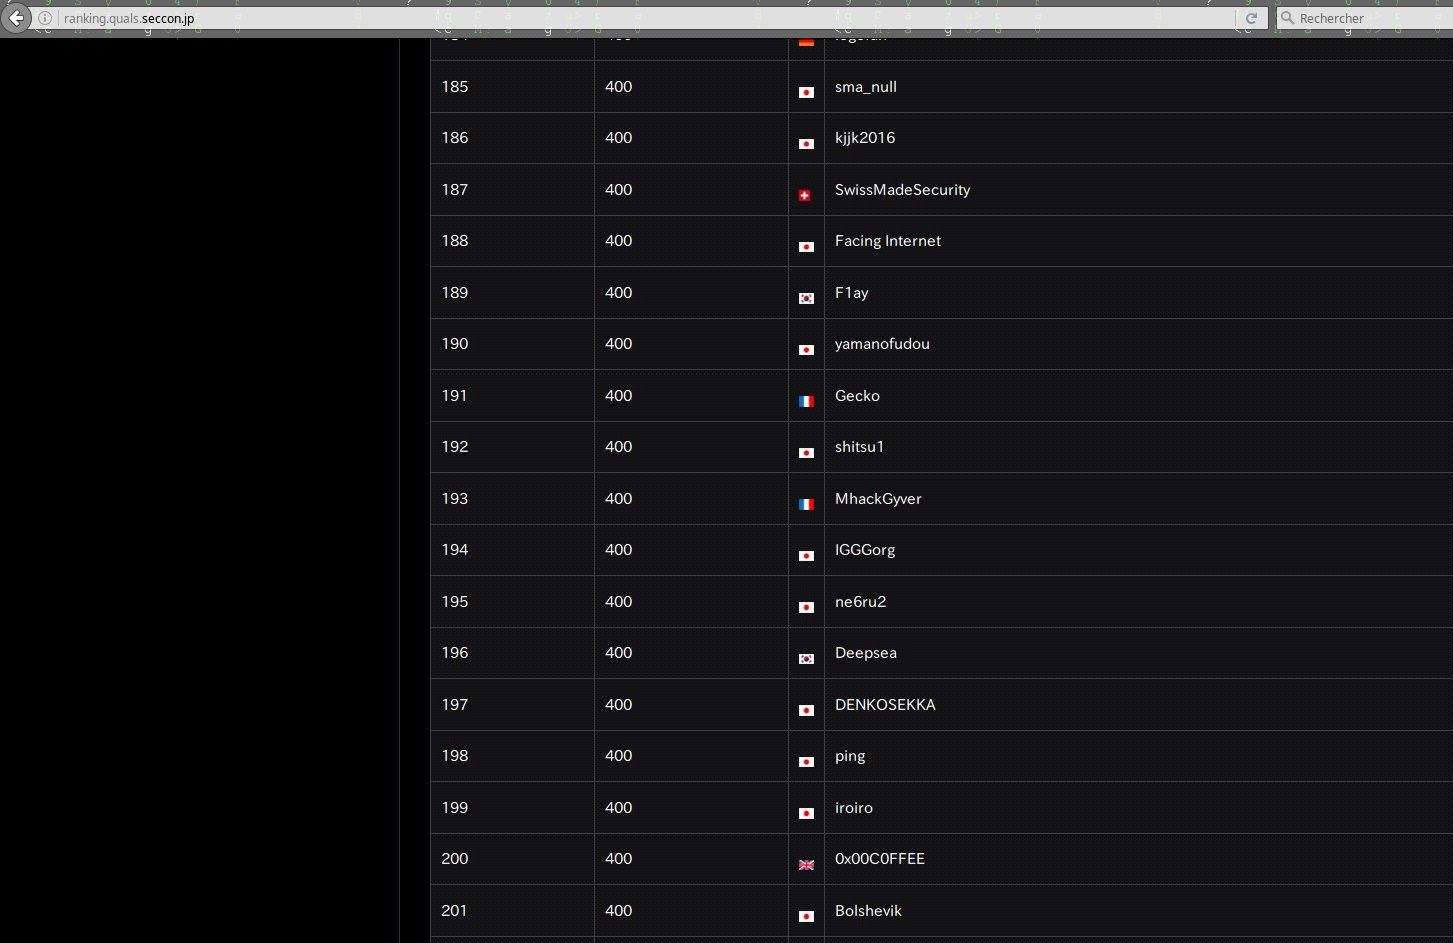 ranking.quals.seccon.jp
Rechercher
185 400 sma_null
186 400 kjjk2016
187 400 SwissMadeSecurity
188 400 Facing Internet
189 400 F1ay
190 400 yamanofudou
191 400 Gecko
192 400 shitsu1
193 400 MhackGyver
194 400 IGGGorg
195 400 ne6ru2
196 400 Deepsea
197 400 DENKOSEKKA
198 400 ping
199 400 iroiro
200 400 0x00C0FFEE
201 400 Bolshevik